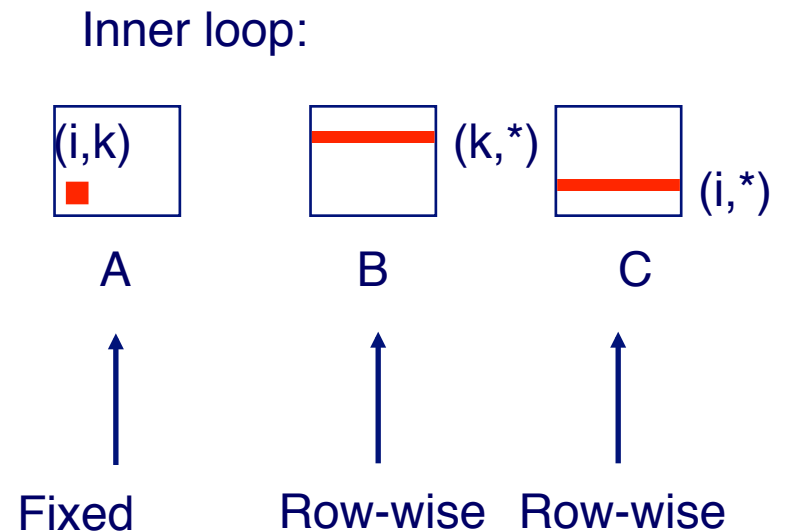 Inner loop:
(i,k)
(k,*)
(i,*)
A
B
C
Fixed
Row-wise
Row-wise